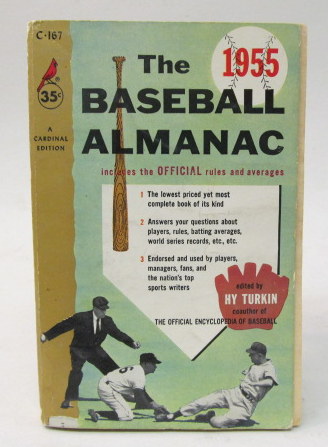 C-167
35¢
A
CARDINAL
EDITION
1955
The
BASEBALL
ALMANAC
includes the OFFICIAL rules and averages
1 The lowest priced yet most
complete book of its kind
2 Answers your questions about
players, rules, batting averages,
world series records, etc., etc.
3 Endorsed and used by players,
managers, fans, and
the nation's top
sports writers
edited by
HY TURKIN
coauthor of
THE OFFICIAL ENCYCLOPEDIA OF BASEBALL